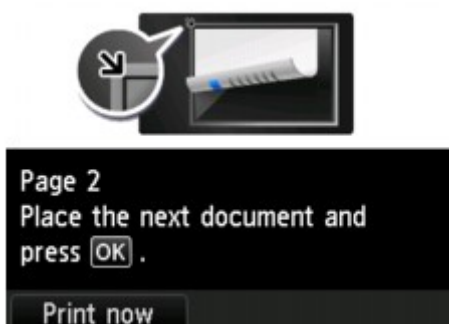 Page 2
Place the next document and
press OK .
Print now